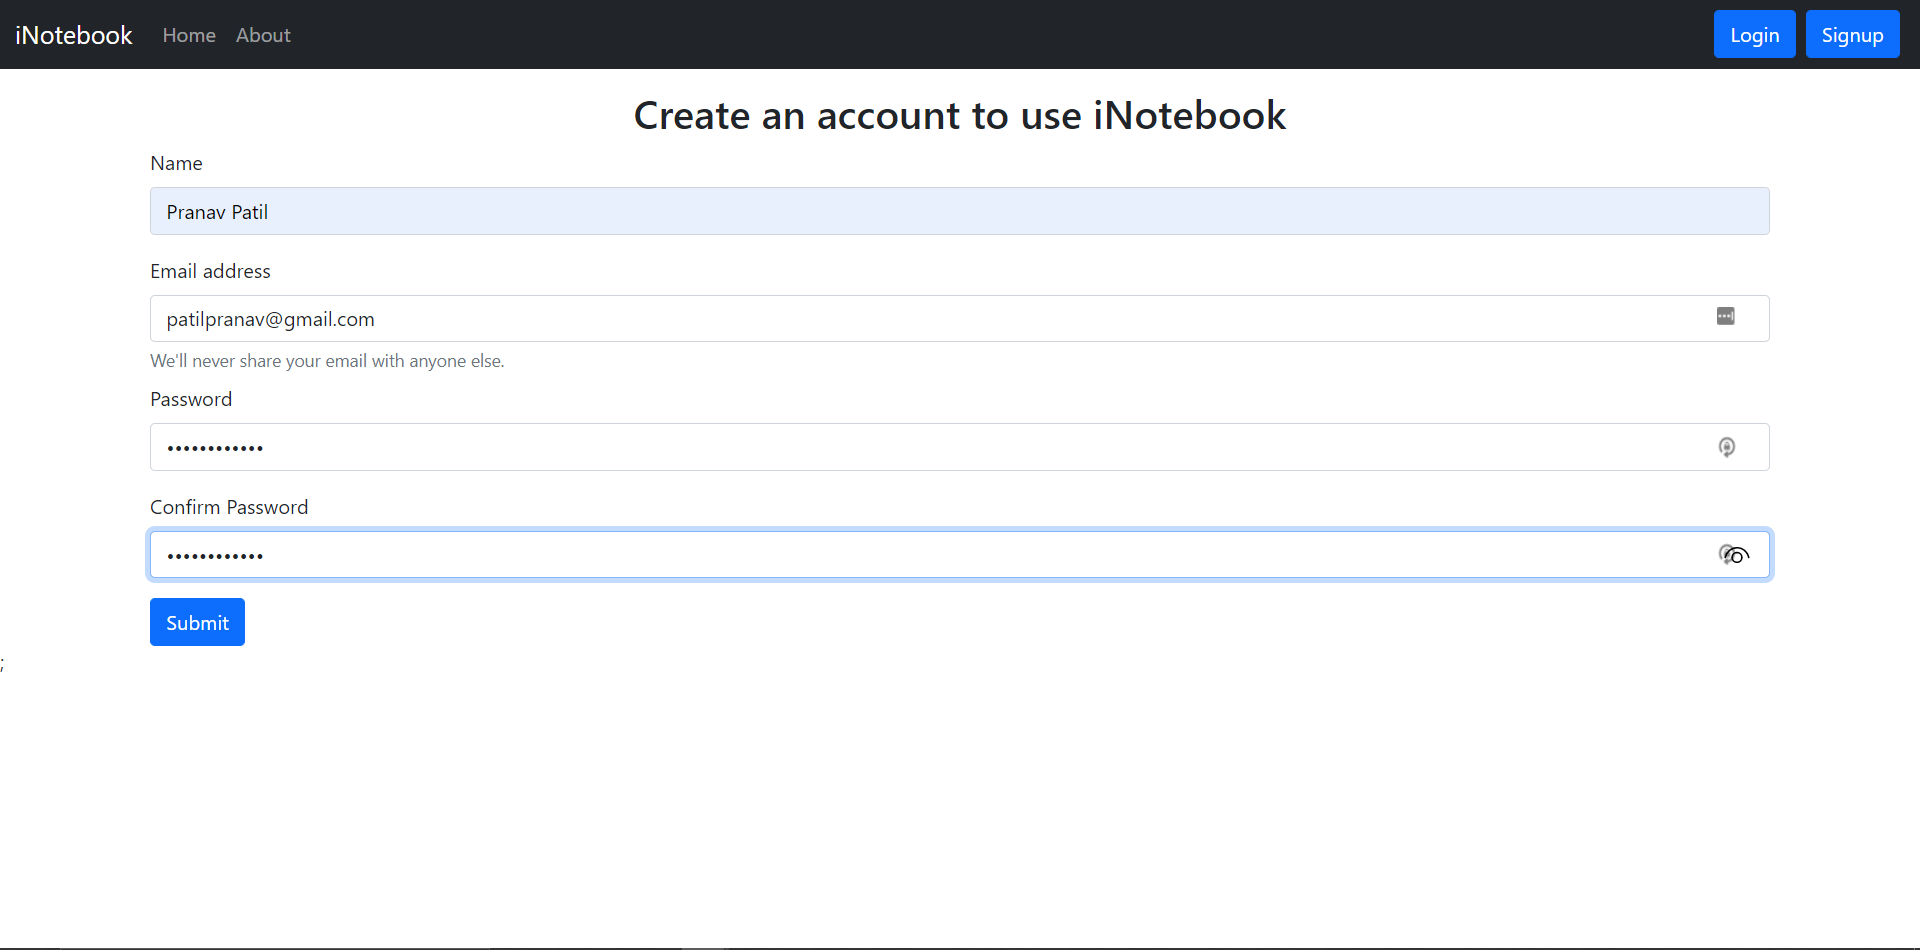 iNotebook Home About Login Signup
Create an account to use iNotebook
Name
Pranav Patil
Email address
patilpranav@gmail.com
We'll never share your email with anyone else.
Password
••••••••••••
Confirm Password
••••••••••••
Submit
;